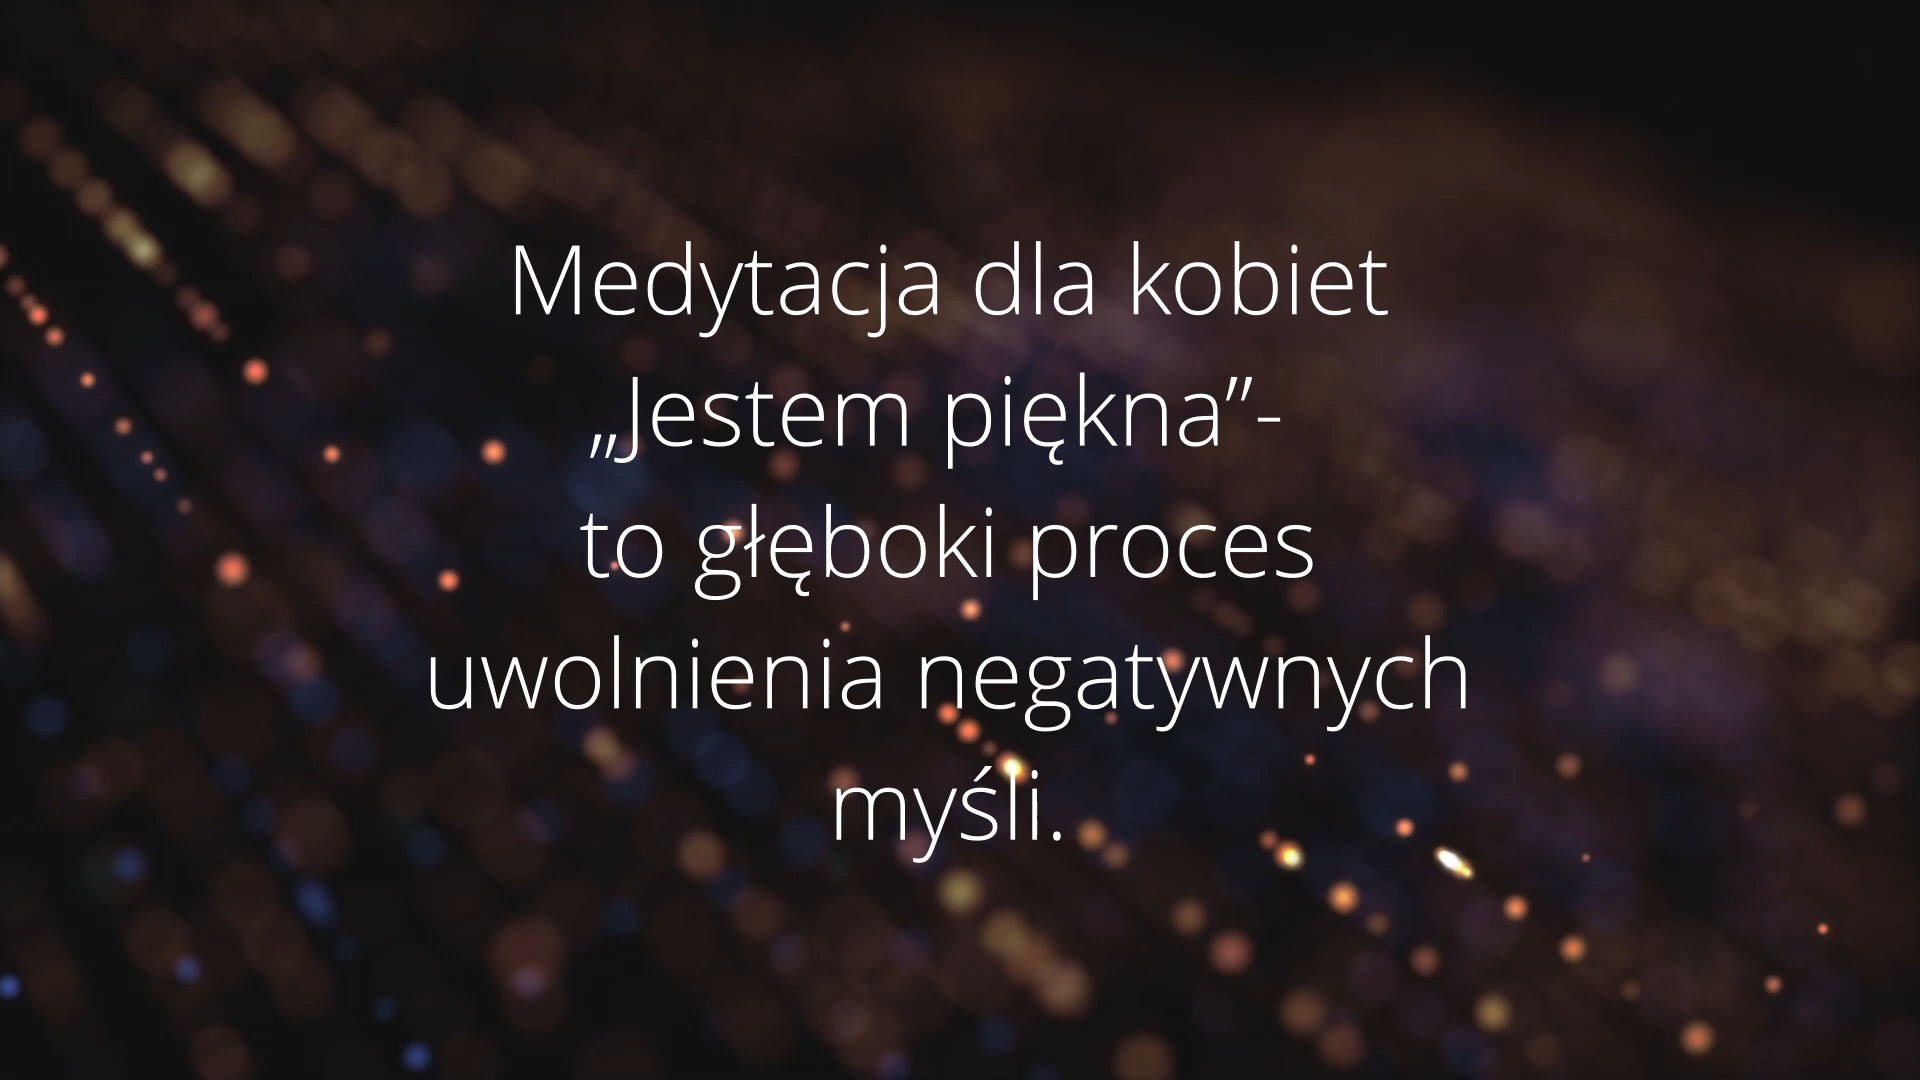 Medytacja dla kobiet
„Jestem piękna”-
to głęboki proces
uwolnienia negatywnych
myśli.